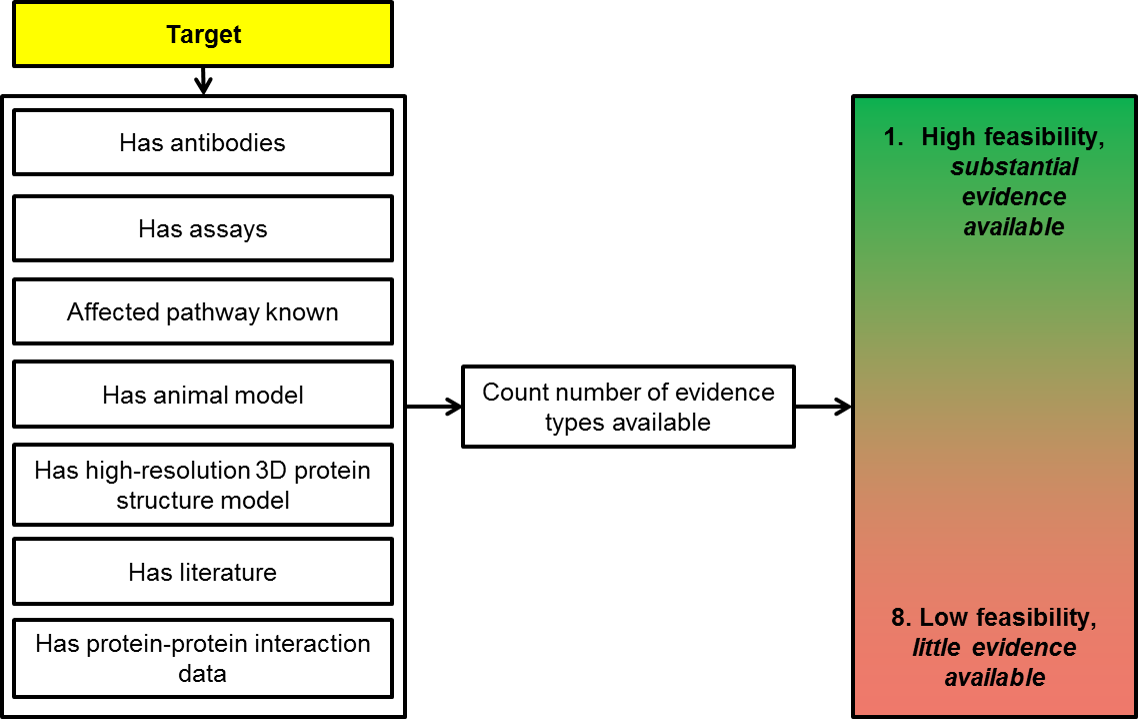 Target
Has antibodies
Has assays
Affected pathway known
Has animal model
Has high-resolution 3D protein
structure model
Has literature
Has protein-protein interaction
data
Count number of evidence
types available
1. High feasibility,
substantial
evidence
available
8. Low feasibility,
little evidence
available